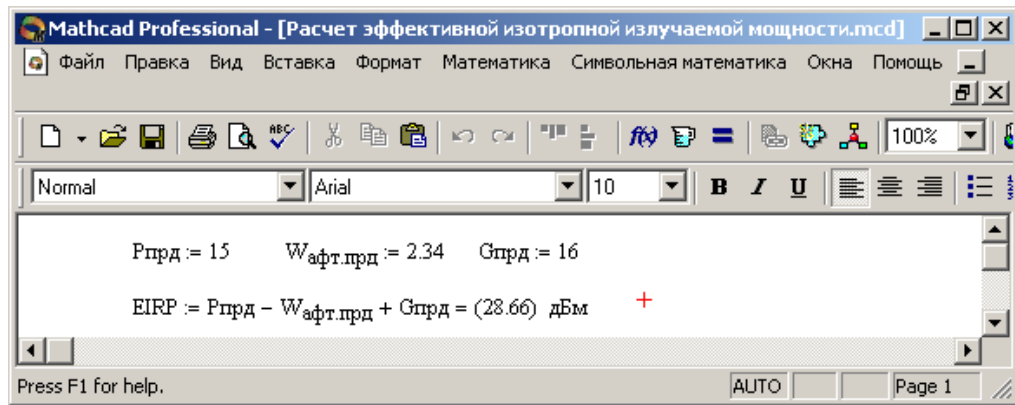 Mathcad Professional - [Расчет эффективной изотропной излучаемой мощности.mcd]
Файл Правка Вид Вставка Формат Математика Символьная математика Окна Помощь
100%
Normal Arial 10 B I U
Pпрд := 15 Wафт.прд := 2.34 Gпрд := 16
EIRP := Pпрд − Wафт.прд + Gпрд = (28.66) дБм
Press F1 for help. AUTO Page 1